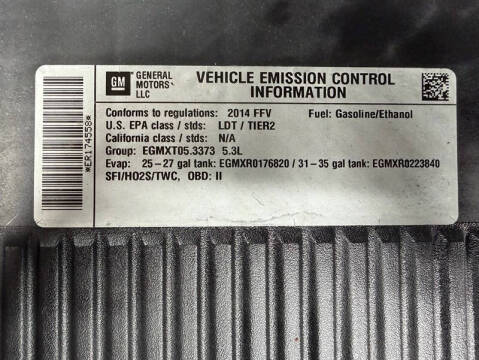 GM
GENERAL
MOTORS
LLC
VEHICLE EMISSION CONTROL
INFORMATION
*ER174558*
Conforms to regulations: 2014 FFV Fuel: Gasoline/Ethanol
U.S. EPA class / stds: LDT / TIER2
California class / stds: N/A
Group: EGMXT05.3373 5.3L
Evap: 25-27 gal tank: EGMXR0176820 / 31-35 gal tank: EGMXR0223840
SFI/HO2S/TWC, OBD: II